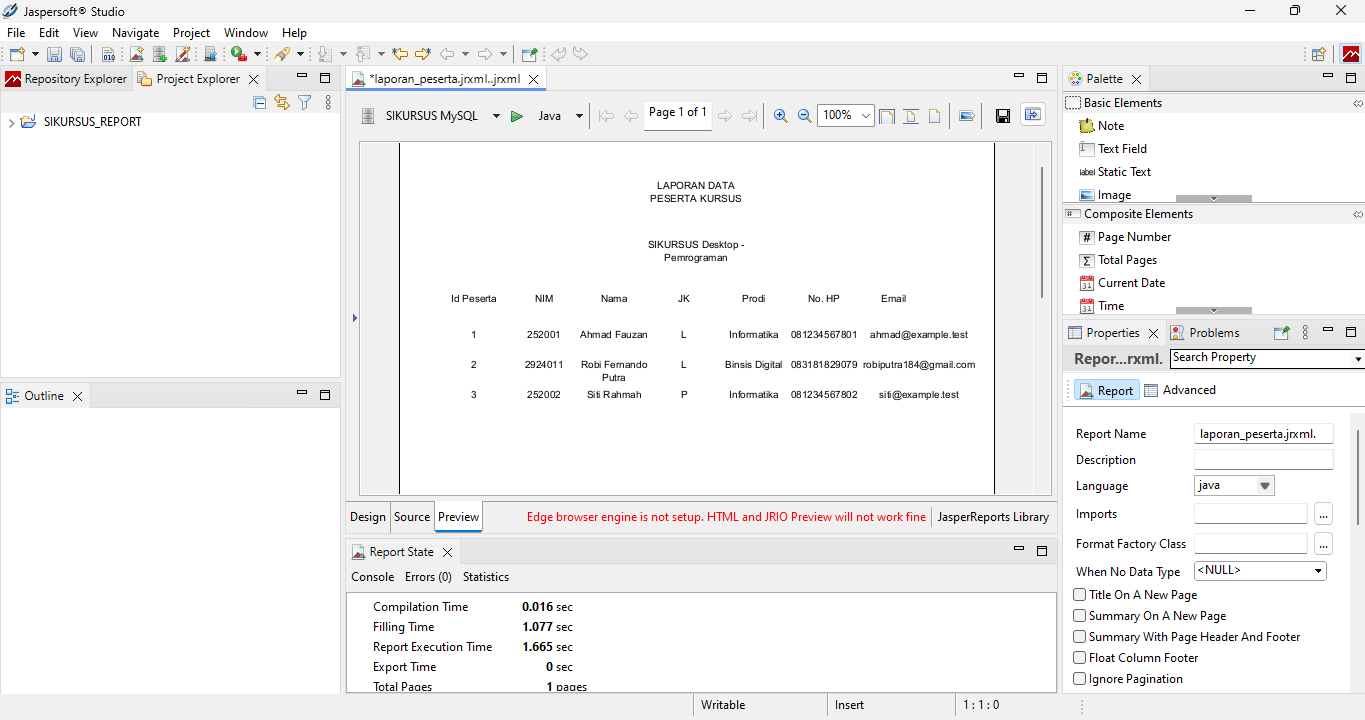 Jaspersoft® Studio
File Edit View Navigate Project Window Help
Repository Explorer Project Explorer
SIKURSUS_REPORT
Outline
*laporan_peserta.jrxml..jrxml
SIKURSUS MySQL Java Page 1 of 1 100%
LAPORAN DATA
PESERTA KURSUS
SIKURSUS Desktop -
Pemrograman
Id Peserta NIM Nama JK Prodi No. HP Email
1 252001 Ahmad Fauzan L Informatika 081234567801 ahmad@example.test
2 2924011 Robi Fernando L Binsis Digital 083181829079 robiputra184@gmail.com
Putra
3 252002 Siti Rahmah P Informatika 081234567802 siti@example.test
Design Source Preview Edge browser engine is not setup. HTML and JRIO Preview will not work fine JasperReports Library
Report State
Console Errors (0) Statistics
Compilation Time 0.016 sec
Filling Time 1.077 sec
Report Execution Time 1.665 sec
Export Time 0 sec
Total Pages 1 pages
Palette
Basic Elements
Note
Text Field
label Static Text
Image
Composite Elements
# Page Number
Σ Total Pages
31 Current Date
31 Time
Properties Problems
Repor...rxml. Search Property
Report Advanced
Report Name laporan_peserta.jrxml.
Description
Language java
Imports ...
Format Factory Class ...
When No Data Type <NULL>
Title On A New Page
Summary On A New Page
Summary With Page Header And Footer
Float Column Footer
Ignore Pagination
Writable Insert 1 : 1 : 0